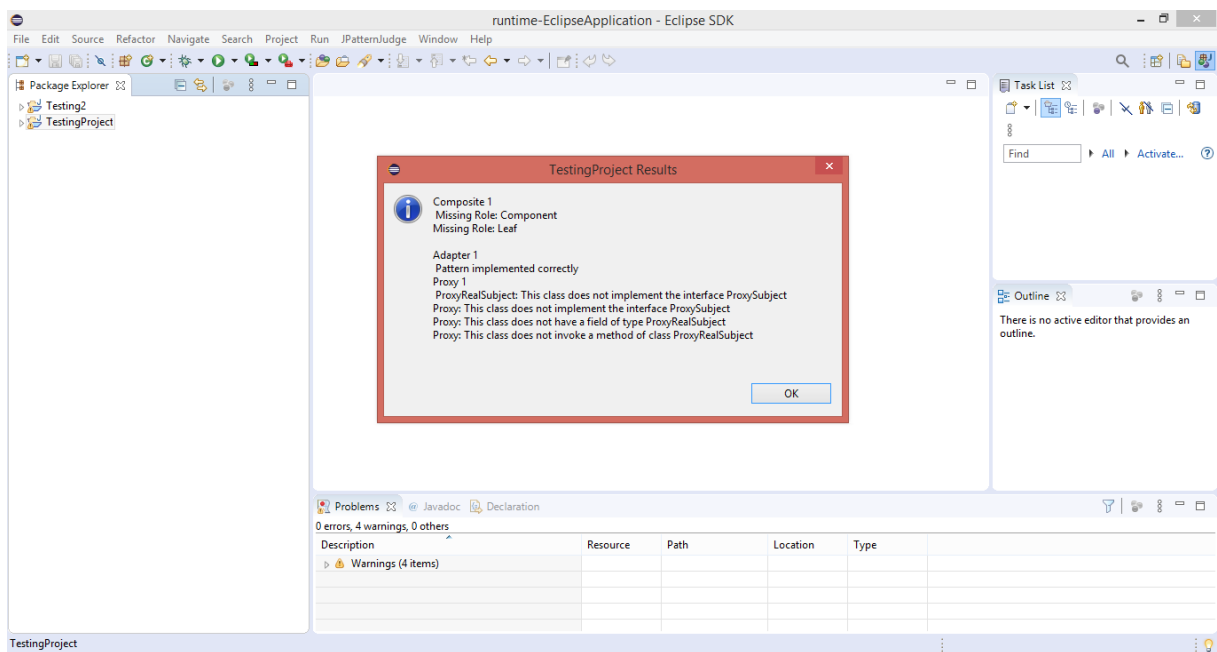 runtime-EclipseApplication - Eclipse SDK
File Edit Source Refactor Navigate Search Project Run JPatternJudge Window Help
Package Explorer
Testing2
TestingProject
Task List
Find All Activate...
TestingProject Results
Composite 1
Missing Role: Component
Missing Role: Leaf
Adapter 1
Pattern implemented correctly
Proxy 1
ProxyRealSubject: This class does not implement the interface ProxySubject
Proxy: This class does not implement the interface ProxySubject
Proxy: This class does not have a field of type ProxyRealSubject
Proxy: This class does not invoke a method of class ProxyRealSubject
OK
Outline
There is no active editor that provides an
outline.
Problems @ Javadoc Declaration
0 errors, 4 warnings, 0 others
Description Resource Path Location Type
Warnings (4 items)
TestingProject